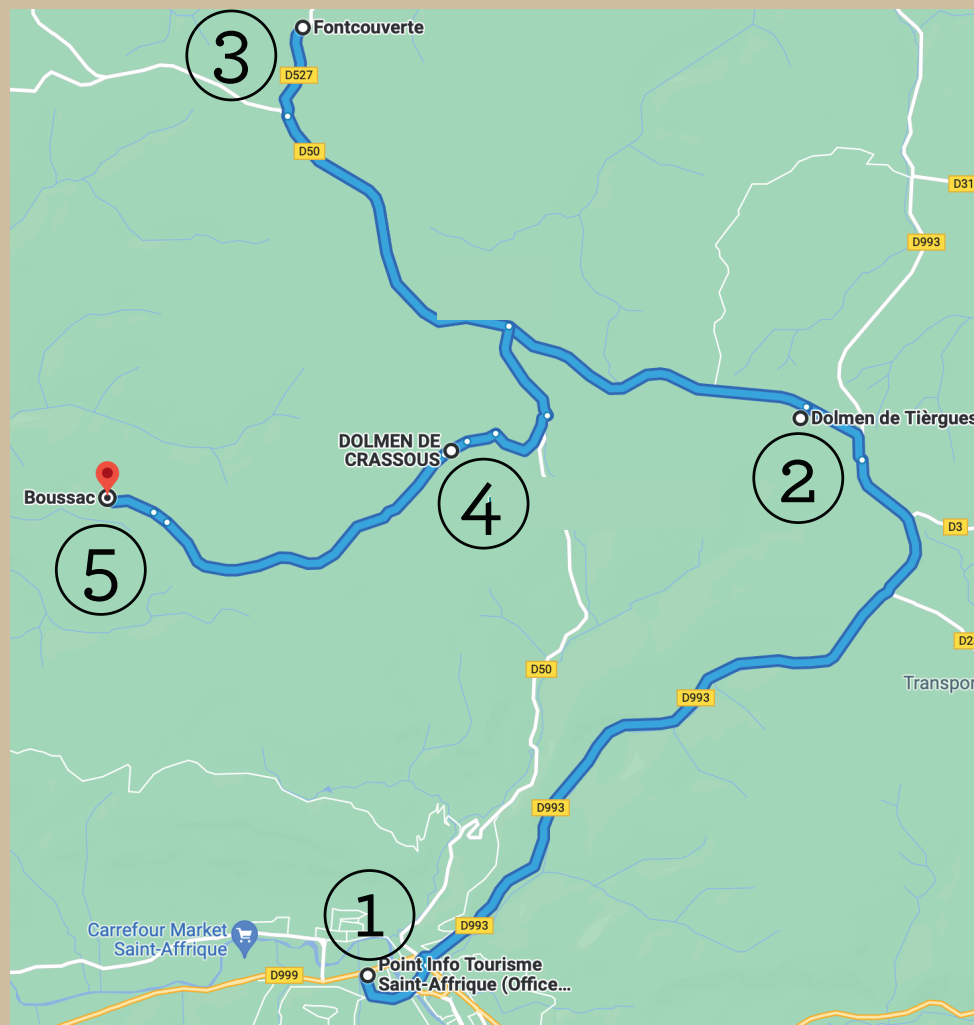 Fontcouverte
3
D527
D50
D31
D993
Dolmen de Tièrgues
2
DOLMEN DE
CRASSOUS
4
Boussac
5
D3
D2
D50
Transpor
D993
D993
1
D993
Carrefour Market
Saint-Affrique
D999
Point Info Tourisme
Saint-Affrique (Office...